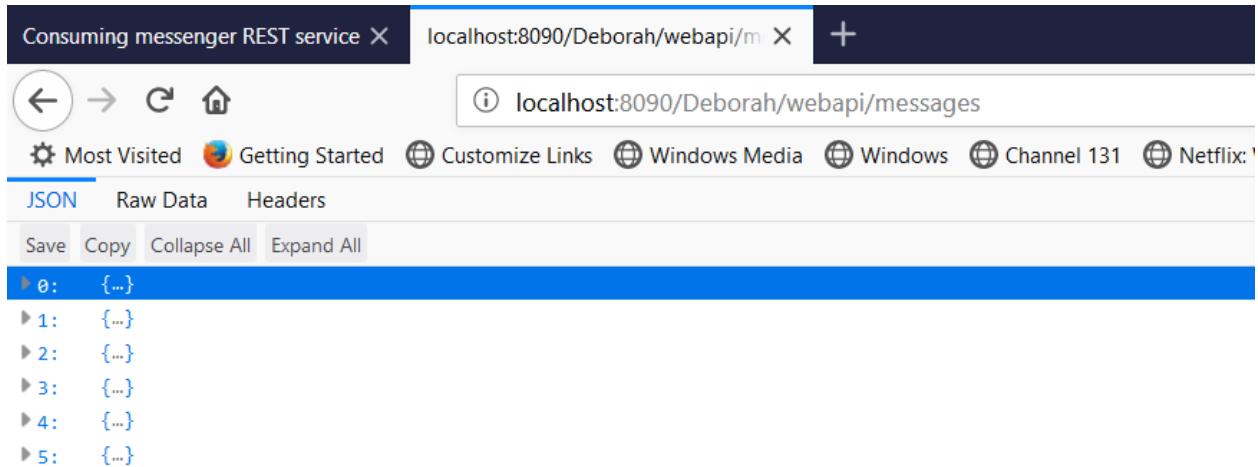 Consuming messenger REST service localhost:8090/Deborah/webapi/m
localhost:8090/Deborah/webapi/messages
Most Visited Getting Started Customize Links Windows Media Windows Channel 131 Netflix:
JSON Raw Data Headers
Save Copy Collapse All Expand All
0: {…}
1: {…}
2: {…}
3: {…}
4: {…}
5: {…}